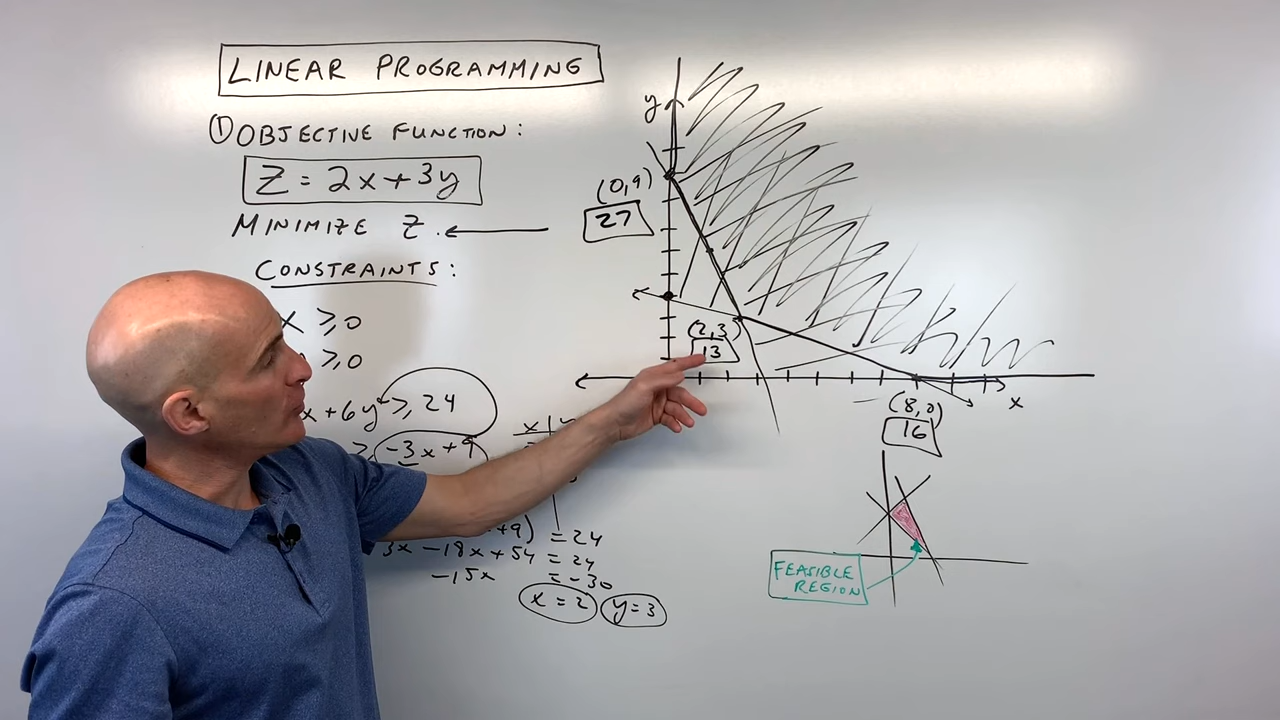 LINEAR PROGRAMMING
① OBJECTIVE FUNCTION:
Z = 2x+3y
MINIMIZE Z.
CONSTRAINTS:
x ≥ 0
≥ 0
x + 6y ≥ 24
≥ -3x + 9
x
+9) = 24
3x - 18x + 54 = 24
-15x = -30
x = 2 y = 3
y
(0,9)
27
(2,3)
13
x
(8,0)
16
FEASIBLE
REGION